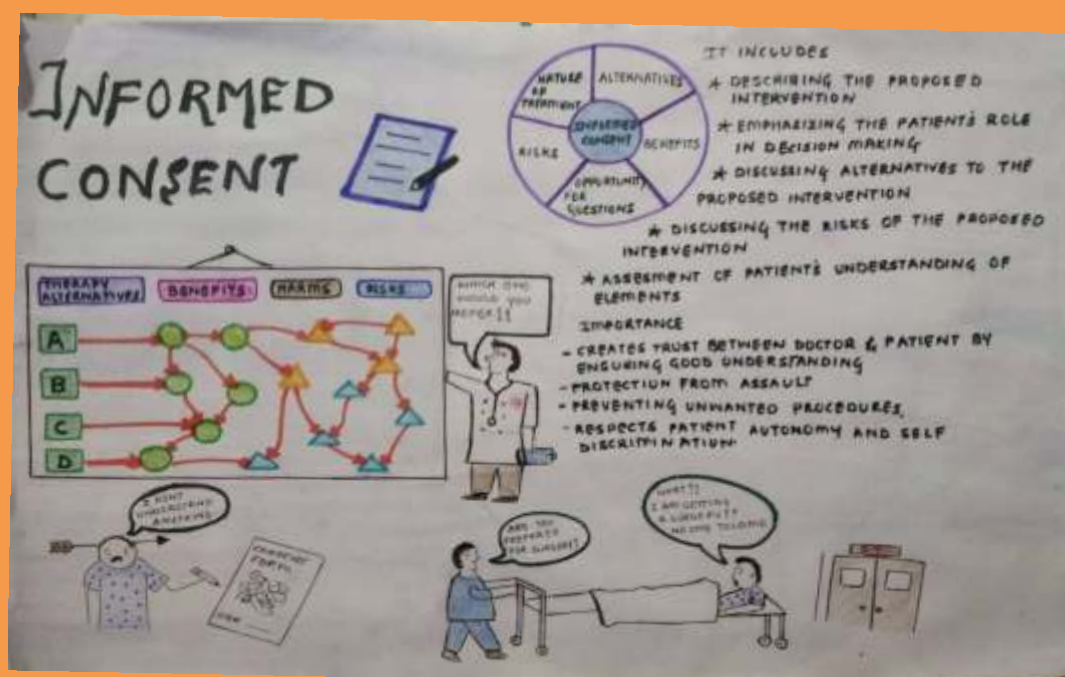 INFORMED
CONSENT
NATURE
OF
TREATMENT
ALTERNATIVES
RISKS
INFORMED
CONSENT
BENEFITS
OPPORTUNITY
FOR
QUESTIONS
IT INCLUDES
* DESCRIBING THE PROPOSED
INTERVENTION
* EMPHASIZING THE PATIENT'S ROLE
IN DECISION MAKING
* DISCUSSING ALTERNATIVES TO THE
PROPOSED INTERVENTION
* DISCUSSING THE RISKS OF THE PROPOSED
INTERVENTION
* ASSESMENT OF PATIENT'S UNDERSTANDING OF
ELEMENTS
IMPORTANCE
- CREATES TRUST BETWEEN DOCTOR & PATIENT BY
ENSURING GOOD UNDERSTANDING
- PROTECTION FROM ASSAULT
- PREVENTING UNWANTED PROCEDURES.
- RESPECTS PATIENT AUTONOMY AND SELF
DISCRIMINATION
THERAPY
ALTERNATIVES
BENEFITS
HARMS
RISKS
A
B
C
D
WHICH ONE
WOULD YOU
I DONT
UNDERSTAND
ANYTHING
CONSENT
FORM
ARE YOU
PREPARED
FOR SURGERY?
WHAT?!
I AM GETTING
A SURGERY?
NO ONE TOLD ME